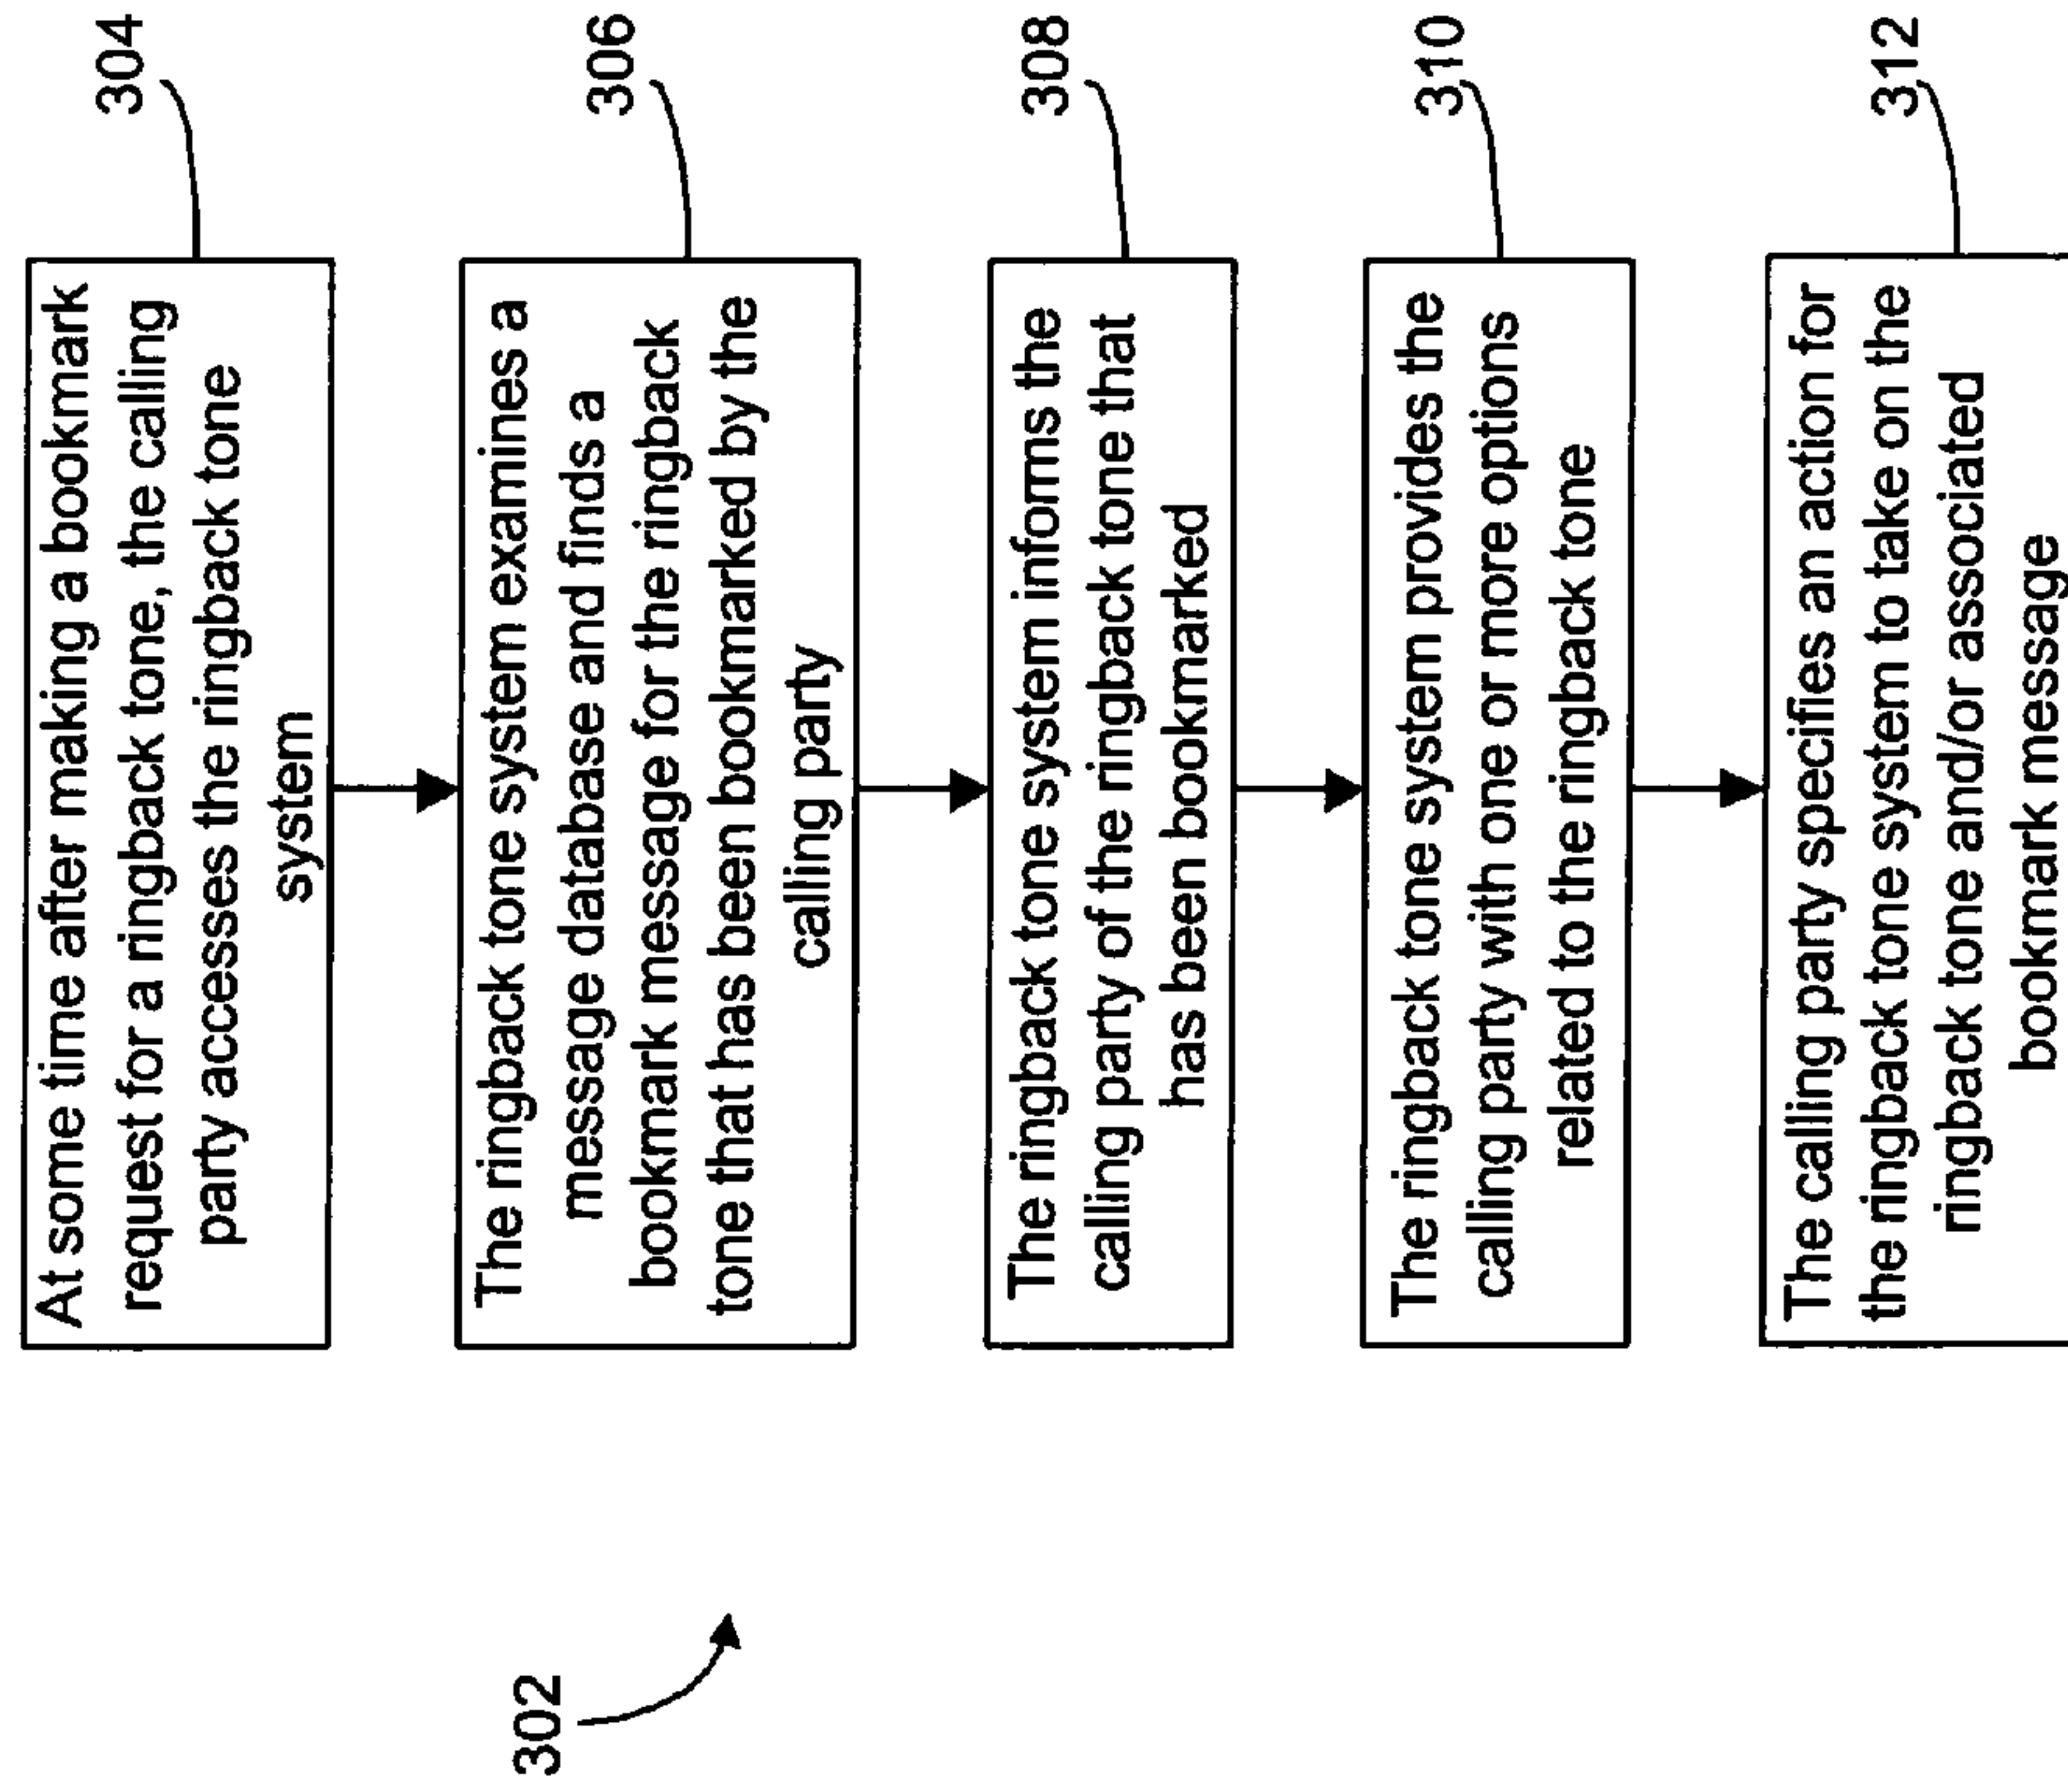 302
At some time after making a bookmark
request for a ringback tone, the calling
party accesses the ringback tone
system
304
The ringback tone system examines a
message database and finds a
bookmark message for the ringback
tone that has been bookmarked by the
calling party
306
The ringback tone system informs the
calling party of the ringback tone that
has been bookmarked
308
The ringback tone system provides the
calling party with one or more options
related to the ringback tone
310
The calling party specifies an action for
the ringback tone system to take on the
ringback tone and/or associated
bookmark message
312